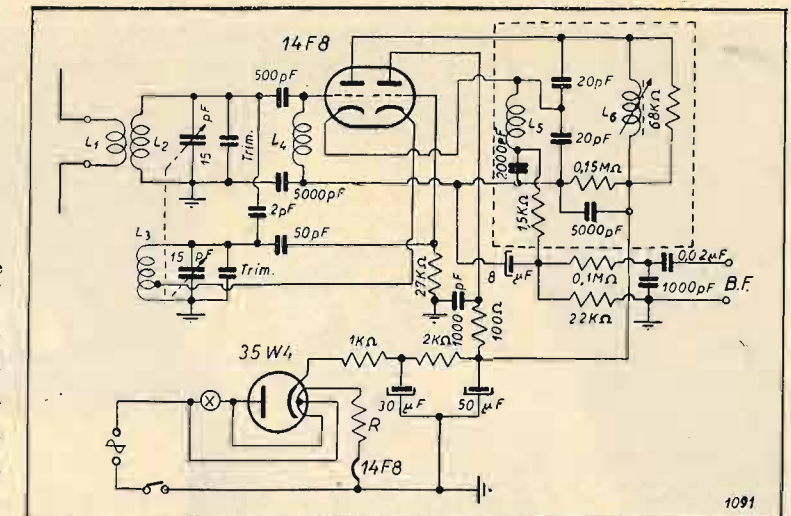 14F8
500pF
L1
L2
15 pF
Trim.
L4
5000pF
2pF
L3
50pF
15 pF
Trim.
27KΩ
1000pF
100Ω
20pF
20pF
L5
L6
68KΩ
2000pF
0,15MΩ
15KΩ
5000pF
8 µF
0,1MΩ
0,02µF
1000pF
B.F.
22KΩ
35W4
1KΩ
2KΩ
30 µF
50 µF
X
R
14F8
1091